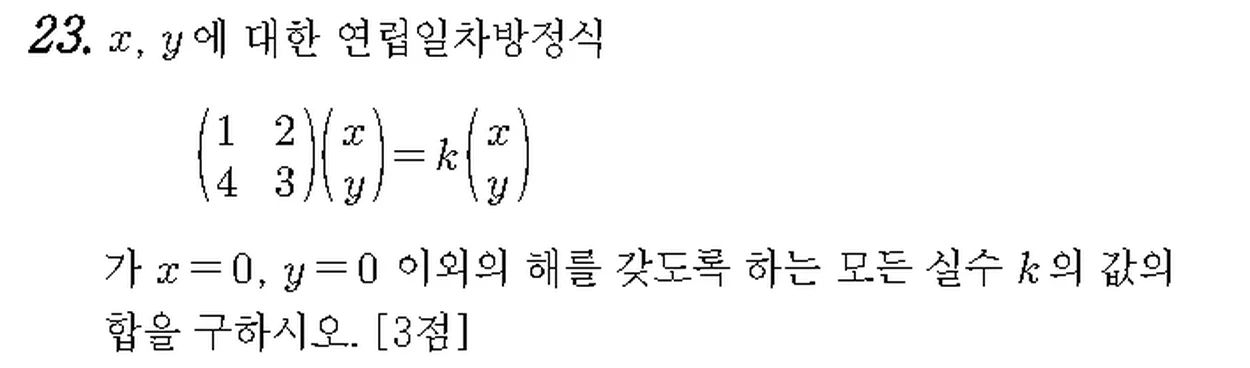 23. x, y에 대한 연립일차방정식
(1 2
4 3)(x
y)=k(x
y)
가 x=0, y=0 이외의 해를 갖도록 하는 모든 실수 k의 값의
합을 구하시오. [3점]